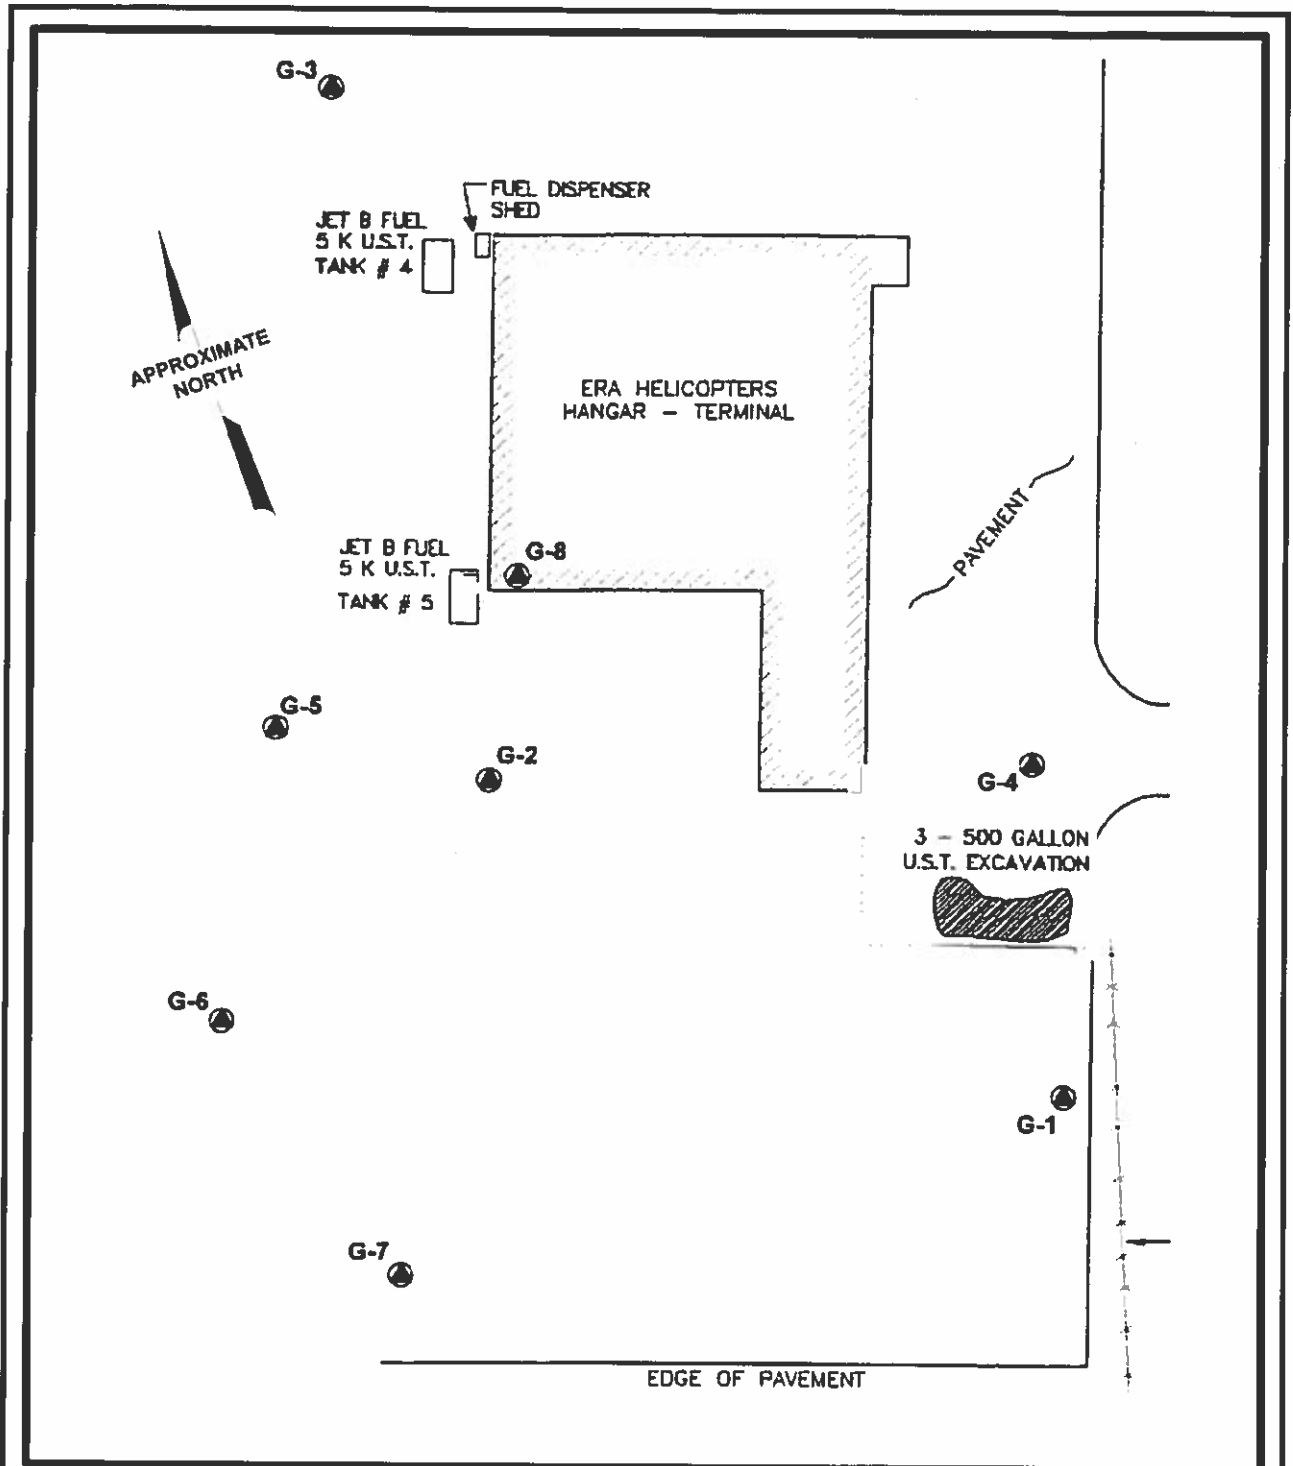 G-3
FUEL DISPENSER
SHED
JET B FUEL
5 K U.S.T.
TANK # 4
APPROXIMATE
NORTH
ERA HELICOPTERS
HANGAR - TERMINAL
PAVEMENT
JET B FUEL
5 K U.S.T.
TANK # 5
G-8
G-5
G-2
G-4
3 - 500 GALLON
U.S.T. EXCAVATION
G-6
G-1
G-7
EDGE OF PAVEMENT